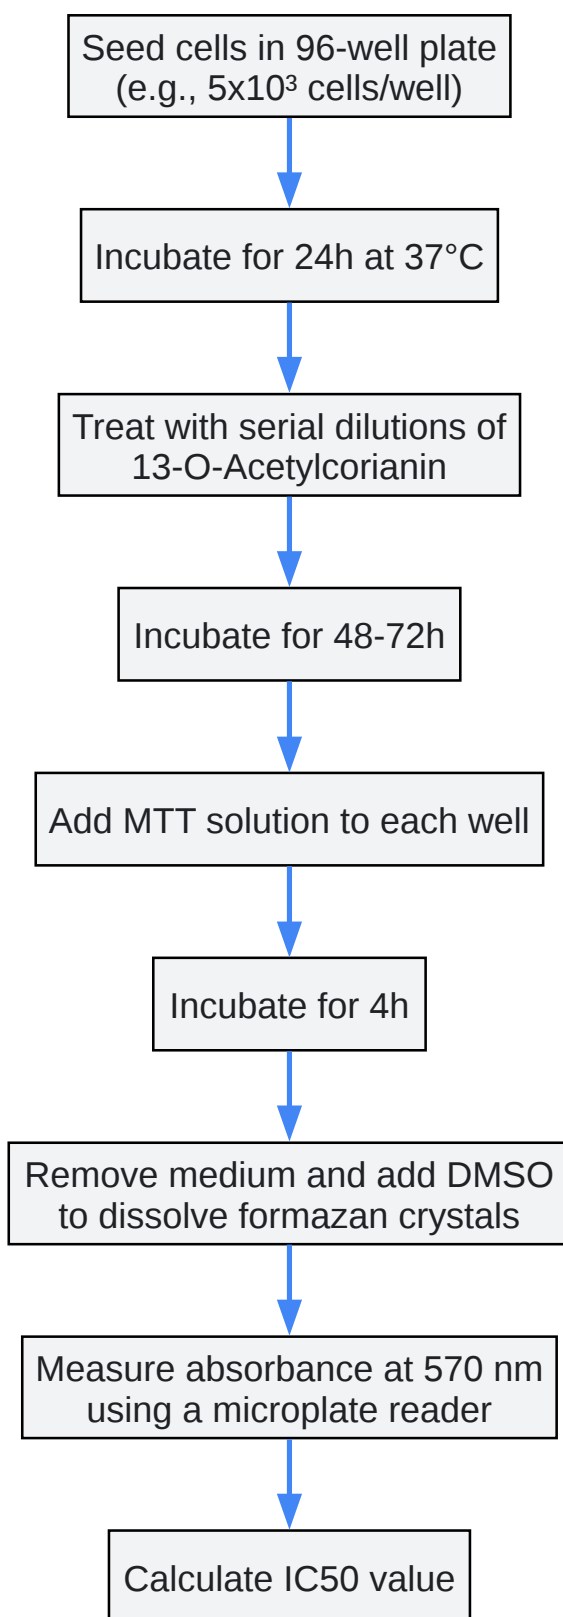 Seed cells in 96-well plate
(e.g., 5x10³ cells/well)
Incubate for 24h at 37°C
Treat with serial dilutions of
13-O-Acetylcorianin
Incubate for 48-72h
Add MTT solution to each well
Incubate for 4h
Remove medium and add DMSO
to dissolve formazan crystals
Measure absorbance at 570 nm
using a microplate reader
Calculate IC50 value